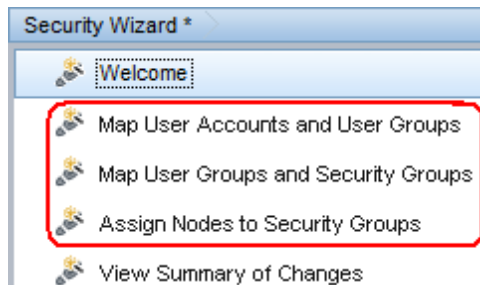 Security Wizard *
Welcome
Map User Accounts and User Groups
Map User Groups and Security Groups
Assign Nodes to Security Groups
View Summary of Changes